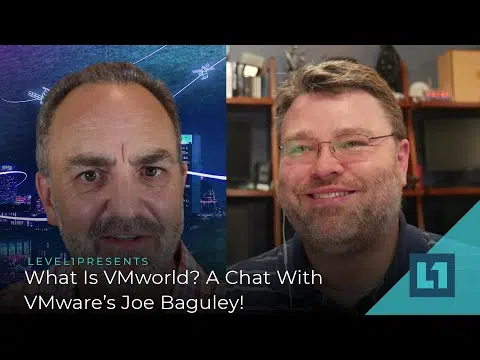 LEVEL1PRESENTS
What Is VMworld? A Chat With
VMware's Joe Baguley!
L1